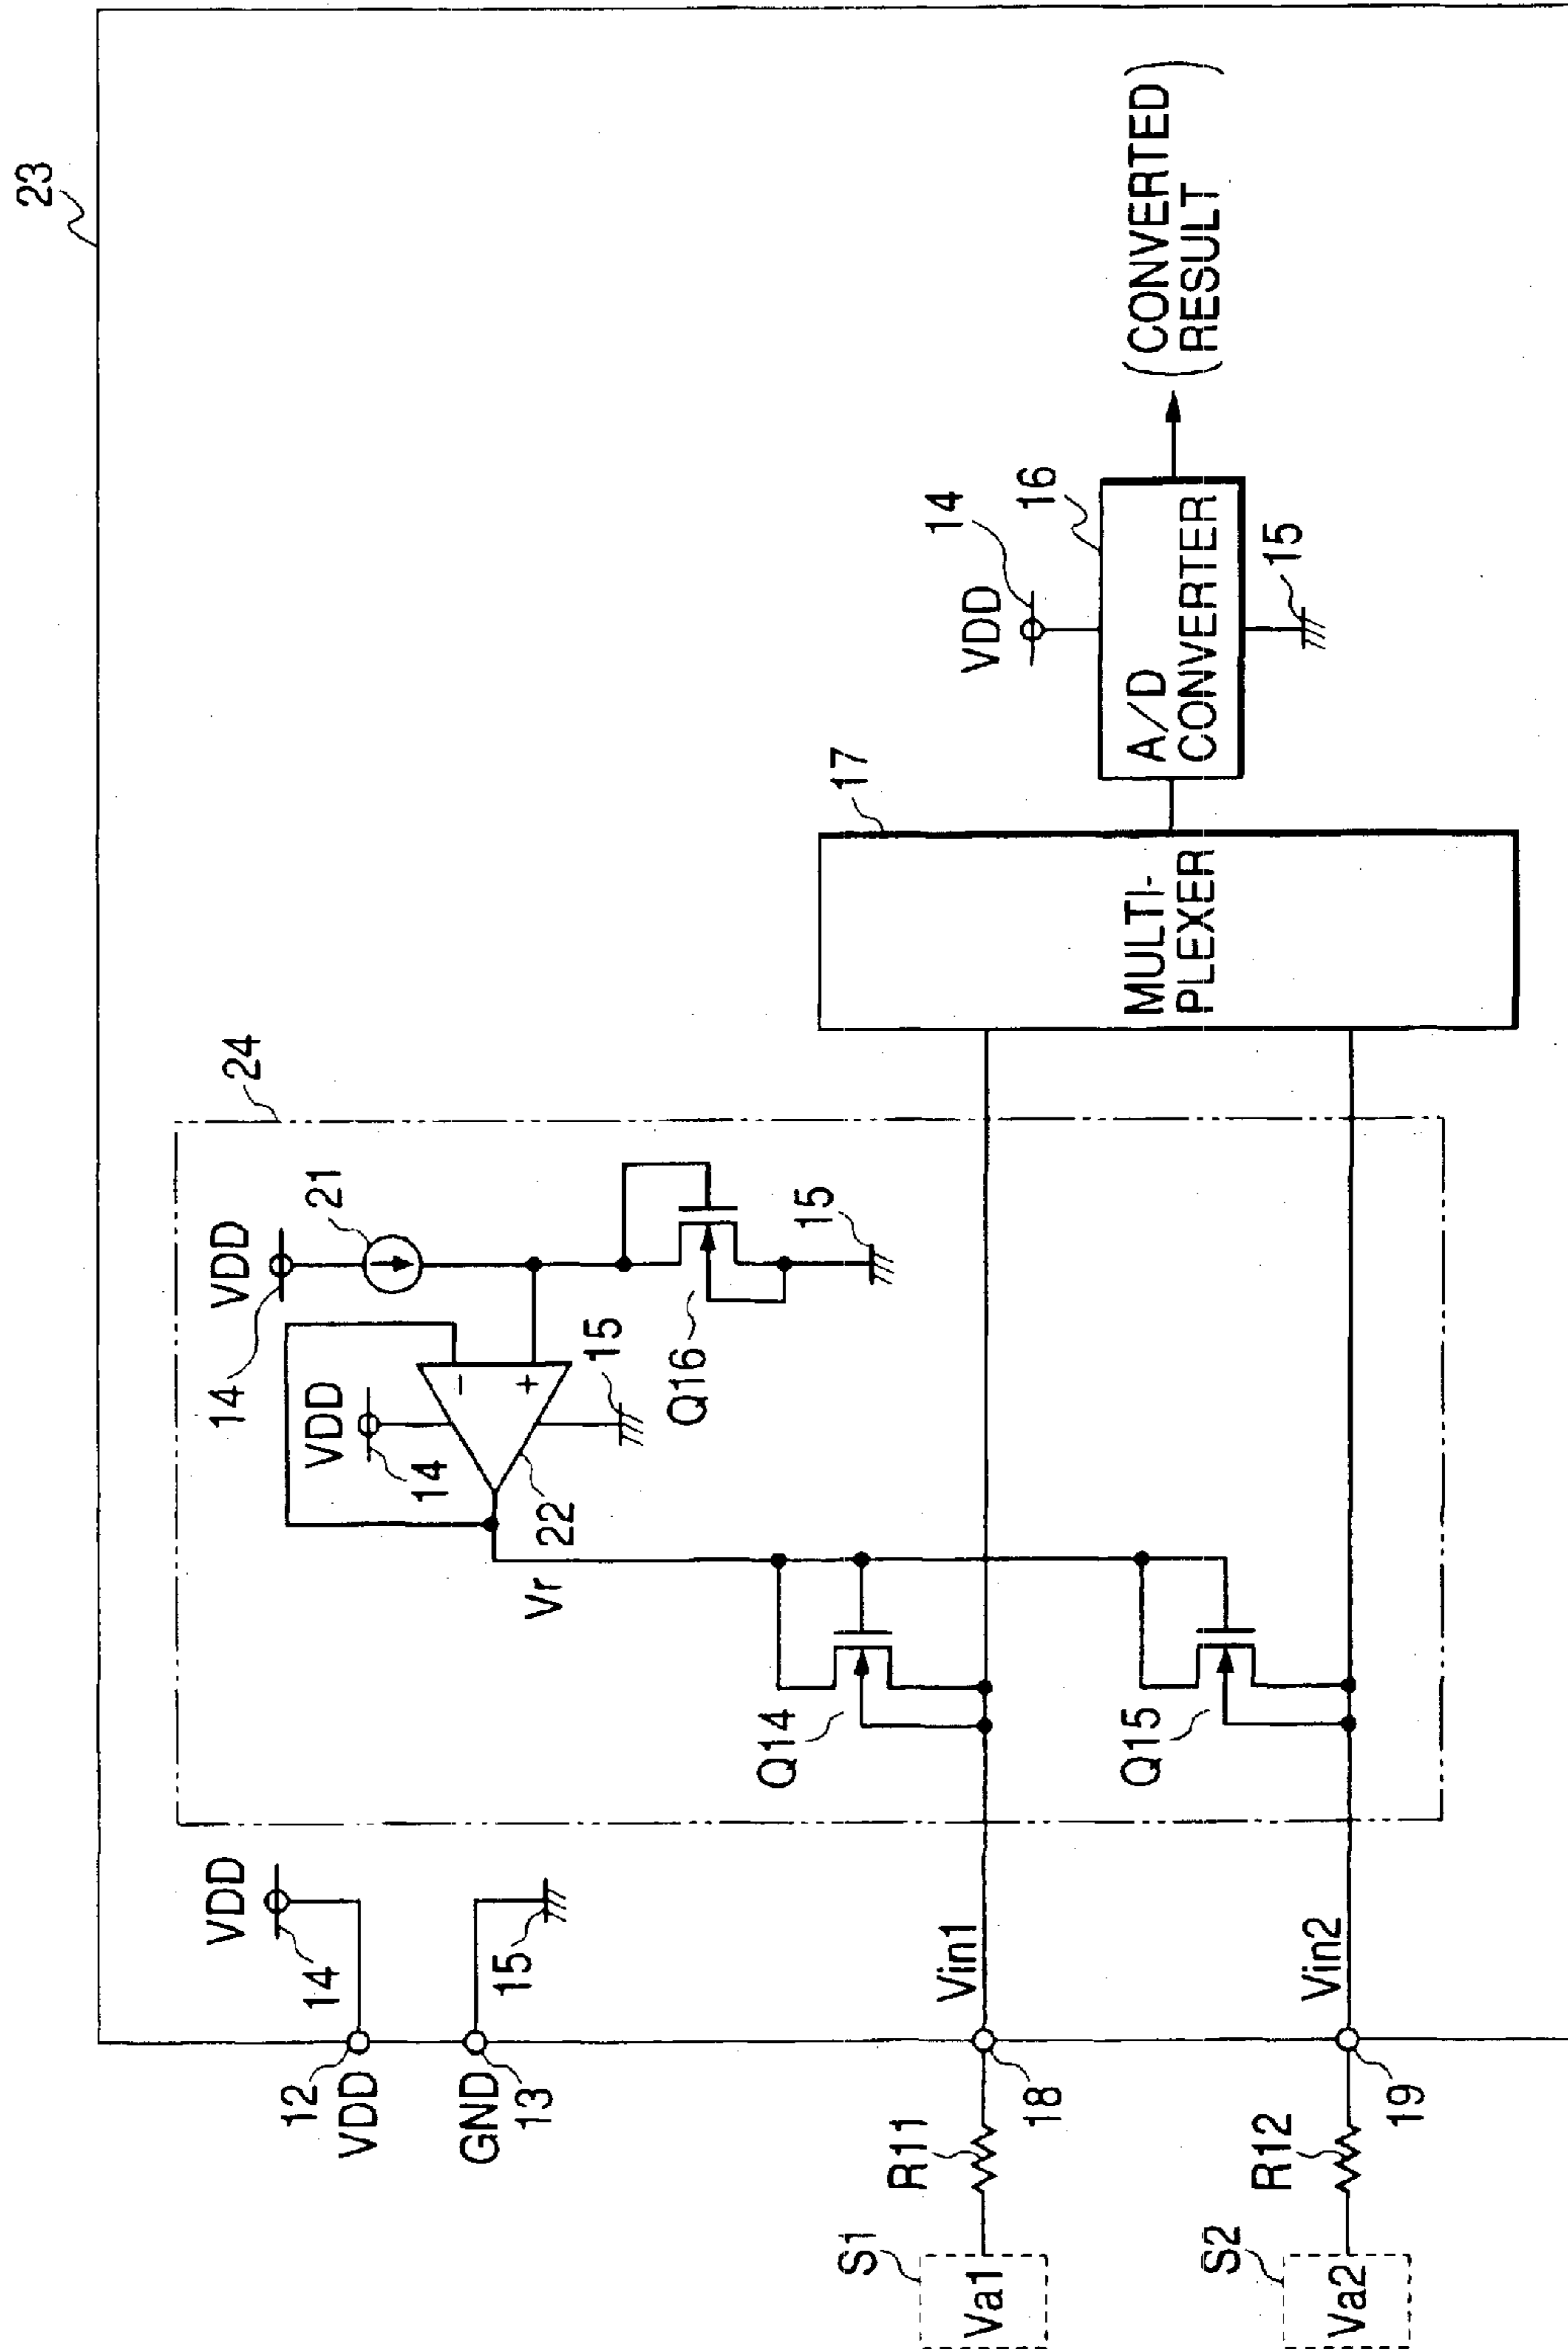 23
24
VDD
14
21
VDD
14
VDD
14
22
15
Q16
15
Vr
Q14
Q15
12
VDD
GND
13
15
17
MULTI-
PLEXER
VDD
14
16
A/D
CONVERTER
15
(CONVERTED
RESULT)
S1
Va1
R11
18
Vin1
S2
Va2
R12
19
Vin2
−
+